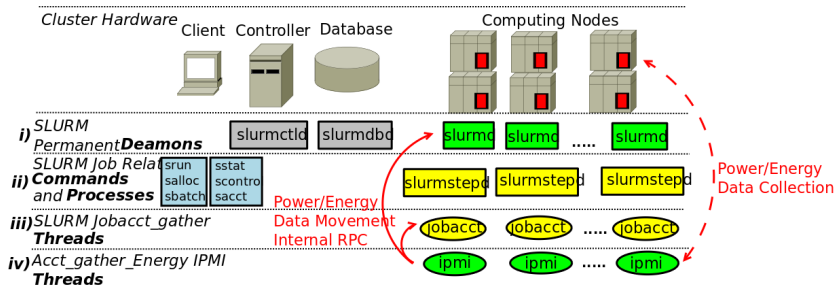 Cluster Hardware
Client
Controller
Database
Computing Nodes
i) SLURM
Permanent Deamons
slurmctld
slurmdbd
slurmd
slurmd
.....
slurmd
ii) SLURM Job Relat
Commands
and Processes
srun
salloc
sbatch
sstat
scontro
sacct
slurmstepd
slurmstepd
slurmstepd
Power/Energy
Data Collection
Power/Energy
Data Movement
Internal RPC
iii) SLURM Jobacct_gather
Threads
jobacct
jobacct
.....
jobacct
iv) Acct_gather_Energy IPMI
Threads
ipmi
ipmi
.....
ipmi